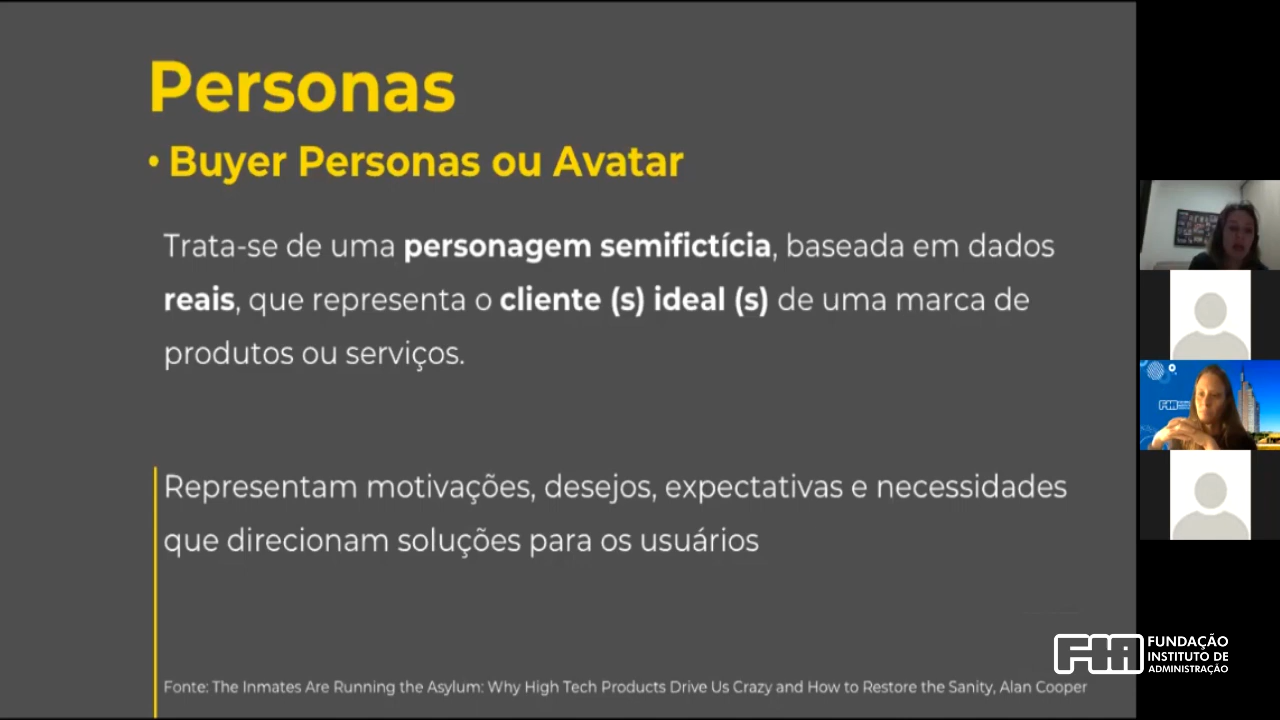 Personas
• Buyer Personas ou Avatar
Trata-se de uma personagem semifictícia, baseada em dados
reais, que representa o cliente (s) ideal (s) de uma marca de
produtos ou serviços.
Representam motivações, desejos, expectativas e necessidades
que direcionam soluções para os usuários
Fonte: The Inmates Are Running the Asylum: Why High Tech Products Drive Us Crazy and How to Restore the Sanity, Alan Cooper
FIA
FUNDAÇÃO
INSTITUTO DE
ADMINISTRAÇÃO
FIA